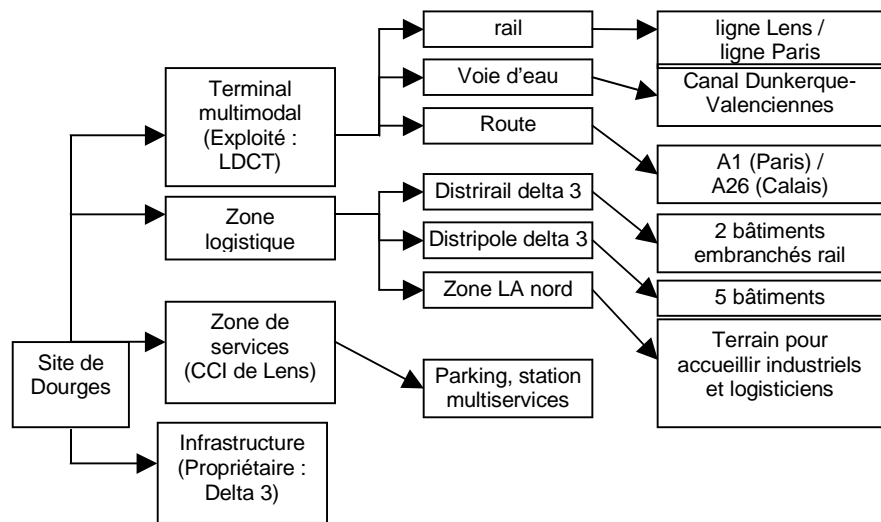 Site de
Dourges
Terminal
multimodal
(Exploité :
LDCT)
Zone
logistique
Zone de
services
(CCI de Lens)
Infrastructure
(Propriétaire :
Delta 3)
rail
Voie d'eau
Route
Distrirail delta 3
Distripole delta 3
Zone LA nord
Parking, station
multiservices
ligne Lens /
ligne Paris
Canal Dunkerque-
Valenciennes
A1 (Paris) /
A26 (Calais)
2 bâtiments
embranchés rail
5 bâtiments
Terrain pour
accueillir industriels
et logisticiens